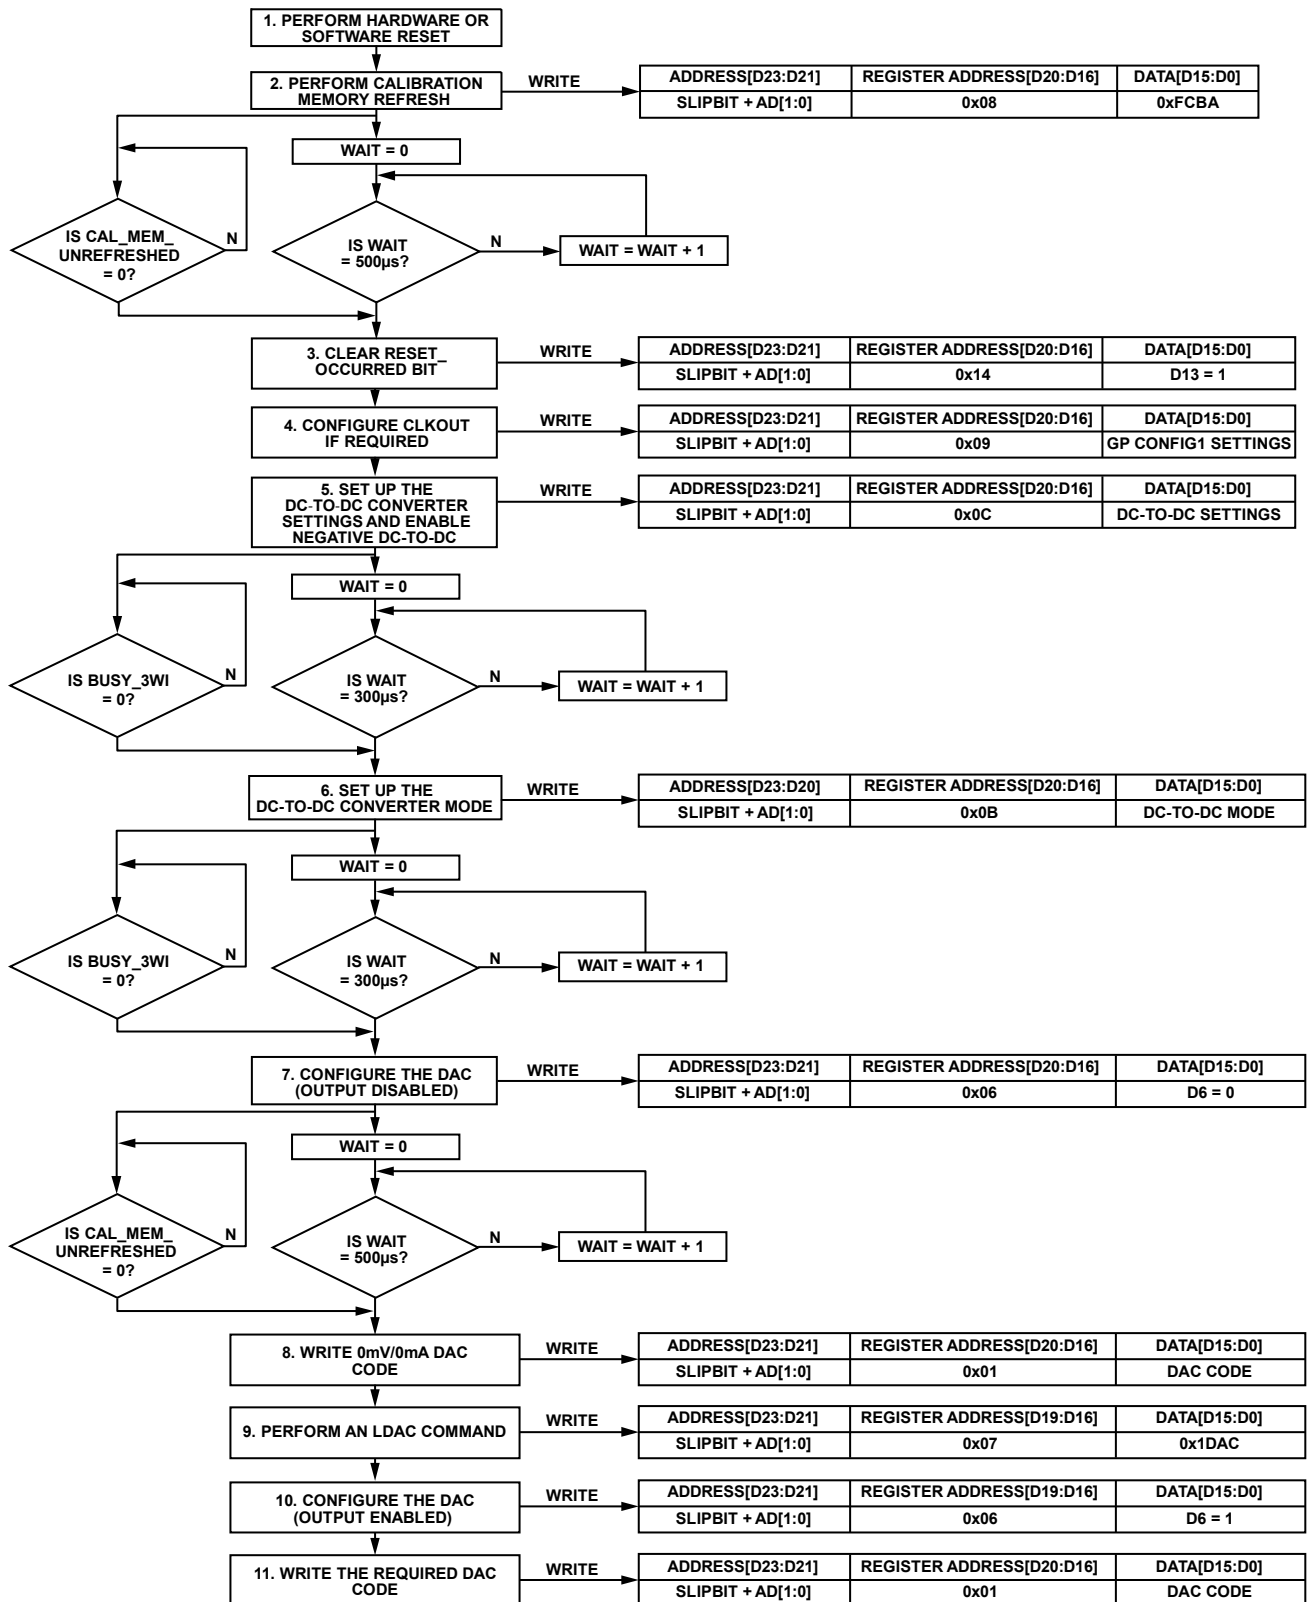 1. PERFORM HARDWARE OR
SOFTWARE RESET
2. PERFORM CALIBRATION
MEMORY REFRESH
WRITE
ADDRESS[D23:D21] REGISTER ADDRESS[D20:D16] DATA[D15:D0]
SLIPBIT + AD[1:0] 0x08 0xFCBA
WAIT = 0
IS CAL_MEM_
UNREFRESHED
= 0?
N
IS WAIT
= 500µs?
N
WAIT = WAIT + 1
3. CLEAR RESET_
OCCURRED BIT
WRITE
ADDRESS[D23:D21] REGISTER ADDRESS[D20:D16] DATA[D15:D0]
SLIPBIT + AD[1:0] 0x14 D13 = 1
4. CONFIGURE CLKOUT
IF REQUIRED
WRITE
ADDRESS[D23:D21] REGISTER ADDRESS[D20:D16] DATA[D15:D0]
SLIPBIT + AD[1:0] 0x09 GP CONFIG1 SETTINGS
5. SET UP THE
DC-TO-DC CONVERTER
SETTINGS AND ENABLE
NEGATIVE DC-TO-DC
WRITE
ADDRESS[D23:D21] REGISTER ADDRESS[D20:D16] DATA[D15:D0]
SLIPBIT + AD[1:0] 0x0C DC-TO-DC SETTINGS
WAIT = 0
IS BUSY_3WI
= 0?
N
IS WAIT
= 300µs?
N
WAIT = WAIT + 1
6. SET UP THE
DC-TO-DC CONVERTER MODE
WRITE
ADDRESS[D23:D20] REGISTER ADDRESS[D20:D16] DATA[D15:D0]
SLIPBIT + AD[1:0] 0x0B DC-TO-DC MODE
WAIT = 0
IS BUSY_3WI
= 0?
N
IS WAIT
= 300µs?
N
WAIT = WAIT + 1
7. CONFIGURE THE DAC
(OUTPUT DISABLED)
WRITE
ADDRESS[D23:D21] REGISTER ADDRESS[D20:D16] DATA[D15:D0]
SLIPBIT + AD[1:0] 0x06 D6 = 0
WAIT = 0
IS CAL_MEM_
UNREFRESHED
= 0?
N
IS WAIT
= 500µs?
N
WAIT = WAIT + 1
8. WRITE 0mV/0mA DAC
CODE
WRITE
ADDRESS[D23:D21] REGISTER ADDRESS[D20:D16] DATA[D15:D0]
SLIPBIT + AD[1:0] 0x01 DAC CODE
9. PERFORM AN LDAC COMMAND
WRITE
ADDRESS[D23:D21] REGISTER ADDRESS[D19:D16] DATA[D15:D0]
SLIPBIT + AD[1:0] 0x07 0x1DAC
10. CONFIGURE THE DAC
(OUTPUT ENABLED)
WRITE
ADDRESS[D23:D21] REGISTER ADDRESS[D19:D16] DATA[D15:D0]
SLIPBIT + AD[1:0] 0x06 D6 = 1
11. WRITE THE REQUIRED DAC
CODE
WRITE
ADDRESS[D23:D21] REGISTER ADDRESS[D20:D16] DATA[D15:D0]
SLIPBIT + AD[1:0] 0x01 DAC CODE